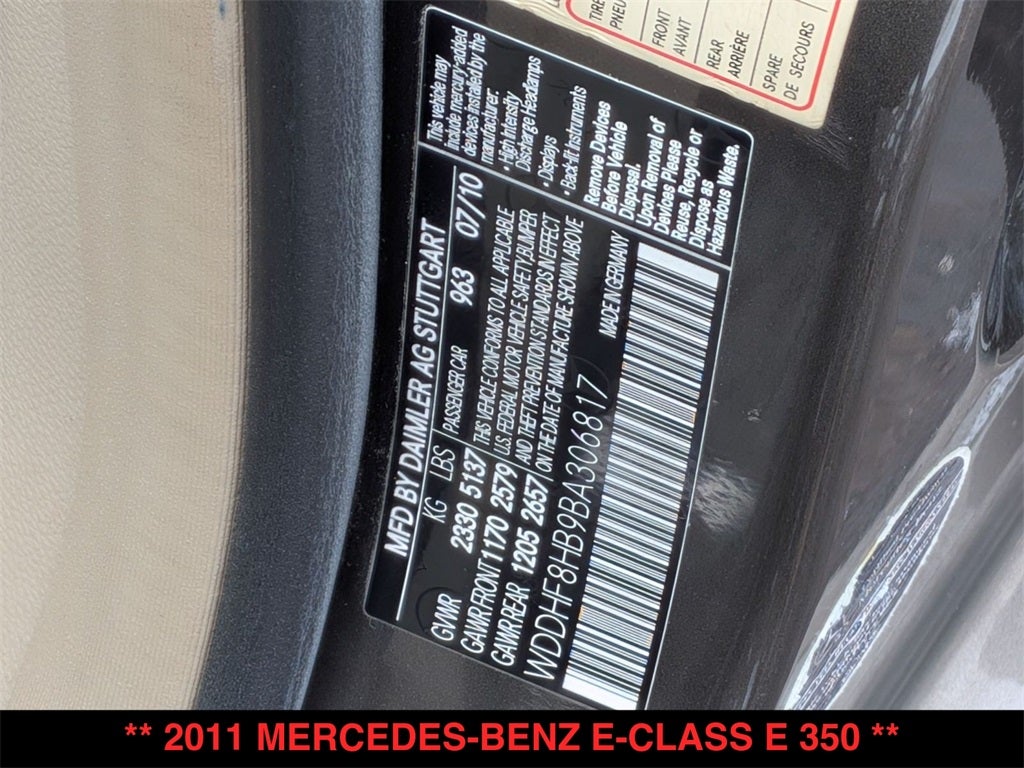 TIRE
PNEU
FRONT
AVANT
REAR
ARRIÈRE
SPARE
DE SECOURS
MFD BY DAIMLER AG STUTTGART
KG LBS PASSENGER CAR 963 07/10
GVWR 2330 5137
GAWR FRONT 1170 2579
GAWR REAR 1205 2657
THIS VEHICLE CONFORMS TO ALL APPLICABLE
U.S. FEDERAL MOTOR VEHICLE SAFETY, BUMPER
AND THEFT PREVENTION STANDARDS IN EFFECT
ON THE DATE OF MANUFACTURE SHOWN ABOVE
WDDHF8HB9BA306817
MADE IN GERMANY
This vehicle may
include mercury-added
devices installed by the
manufacturer:
• High Intensity
Discharge Headlamps
• Displays
• Back-lit Instruments
Remove Devices
Before Vehicle
Disposal.
Upon Removal of
Devices Please
Reuse, Recycle or
Dispose as
Hazardous Waste.
** 2011 MERCEDES-BENZ E-CLASS E 350 **